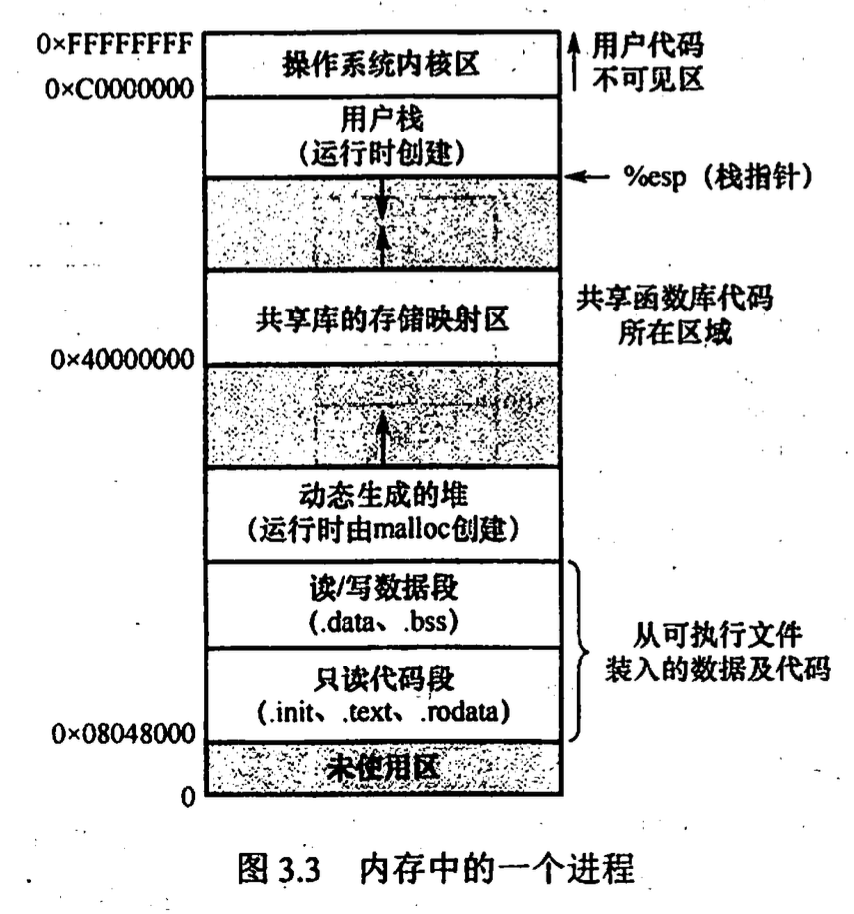 0×FFFFFFFF
操作系统内核区
用户代码
不可见区
0×C0000000
用户栈
(运行时创建)
%esp (栈指针)
共享库的存储映射区
共享函数库代码
所在区域
0×40000000
动态生成的堆
(运行时由malloc创建)
读/写数据段
(.data、.bss)
从可执行文件
装入的数据及代码
只读代码段
(.init、.text、.rodata)
0×08048000
未使用区
0
图 3.3 内存中的一个进程